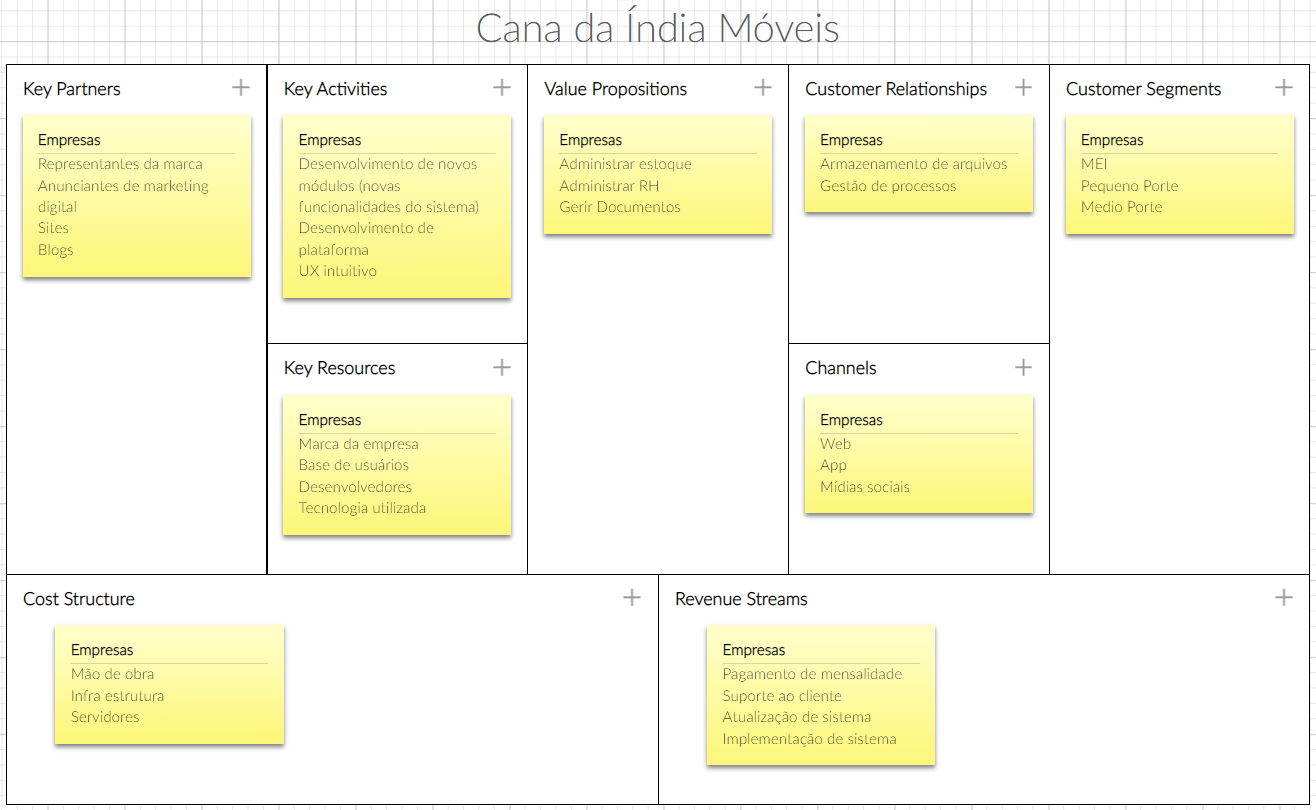 Cana da Índia Móveis
Key Partners
Empresas
Representantes da marca
Anunciantes de marketing
digital
Sites
Blogs
Key Activities
Empresas
Desenvolvimento de novos
módulos (novas
funcionalidades do sistema)
Desenvolvimento de
plataforma
UX intuitivo
Key Resources
Empresas
Marca da empresa
Base de usuários
Desenvolvedores
Tecnologia utilizada
Value Propositions
Empresas
Administrar estoque
Administrar RH
Gerir Documentos
Customer Relationships
Empresas
Armazenamento de arquivos
Gestão de processos
Channels
Empresas
Web
App
Mídias sociais
Customer Segments
Empresas
MEI
Pequeno Porte
Medio Porte
Cost Structure
Empresas
Mão de obra
Infra estrutura
Servidores
Revenue Streams
Empresas
Pagamento de mensalidade
Suporte ao cliente
Atualização de sistema
Implementação de sistema